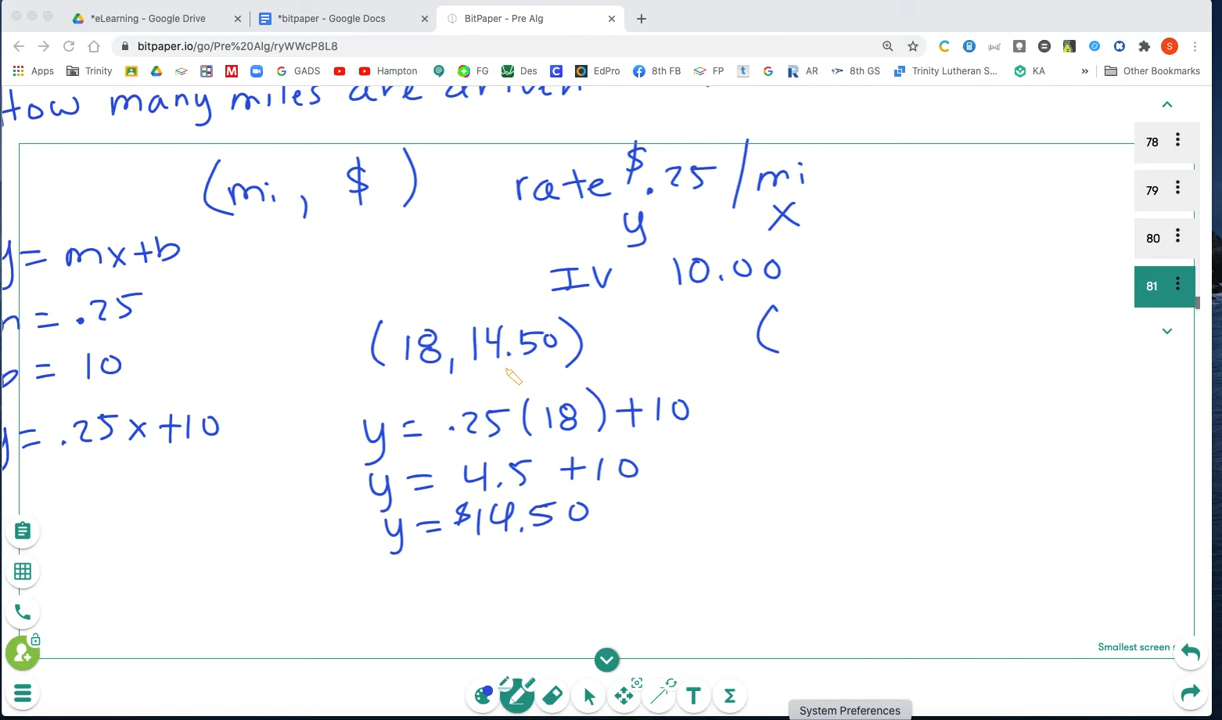 *eLearning - Google Drive
*bitpaper - Google Docs
BitPaper - Pre Alg
bitpaper.io/go/Pre%20Alg/ryWWcP8L8
Apps
Trinity
GADS
Hampton
FG
Des
EdPro
8th FB
FP
AR
8th GS
Trinity Lutheran S...
KA
»
Other Bookmarks
How many miles are driven
(mi, $) rate $.25/mi
y x
y = mx+b
IV 10.00
= .25
(18, 14.50) (
= 10
y = .25x+10
y = .25(18)+10
y = 4.5 +10
y = $14.50
78
79
80
81
Smallest screen
T
Σ
System Preferences